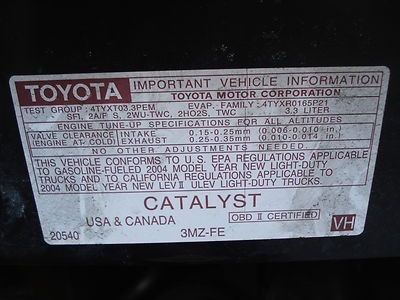 TOYOTA
IMPORTANT VEHICLE INFORMATION
TOYOTA MOTOR CORPORATION
TEST GROUP : 4TYXT03.3PEM EVAP. FAMILY : 4TYXR0165P21
SFI, 2A/F S, 2WU-TWC, 2HO2S, TWC 3.3 LITER
ENGINE TUNE-UP SPECIFICATIONS FOR ALL ALTITUDES
VALVE CLEARANCE INTAKE 0.15-0.25mm (0.006-0.010 in.)
(ENGINE AT COLD) EXHAUST 0.25-0.35mm (0.010-0.014 in.)
NO OTHER ADJUSTMENTS NEEDED.
THIS VEHICLE CONFORMS TO U.S. EPA REGULATIONS APPLICABLE
TO GASOLINE-FUELED 2004 MODEL YEAR NEW LIGHT-DUTY
TRUCKS AND TO CALIFORNIA REGULATIONS APPLICABLE TO
2004 MODEL YEAR NEW LEV II ULEV LIGHT-DUTY TRUCKS.
CATALYST
USA & CANADA OBD II CERTIFIED
20540 3MZ-FE VH